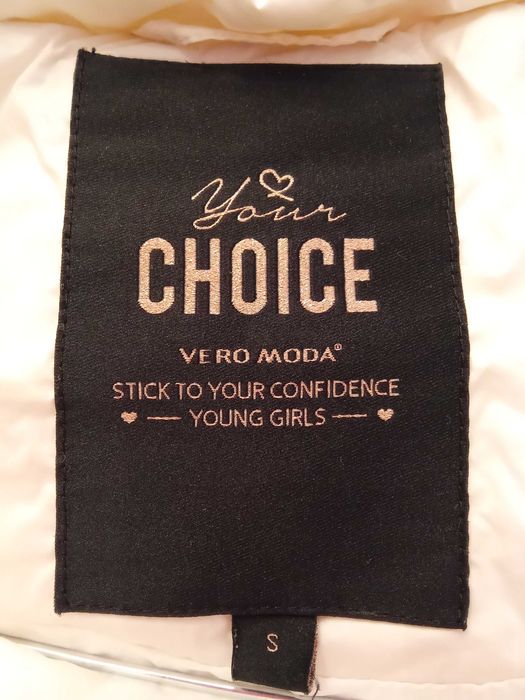 Your
CHOICE
VERO MODA®
STICK TO YOUR CONFIDENCE
YOUNG GIRLS
S